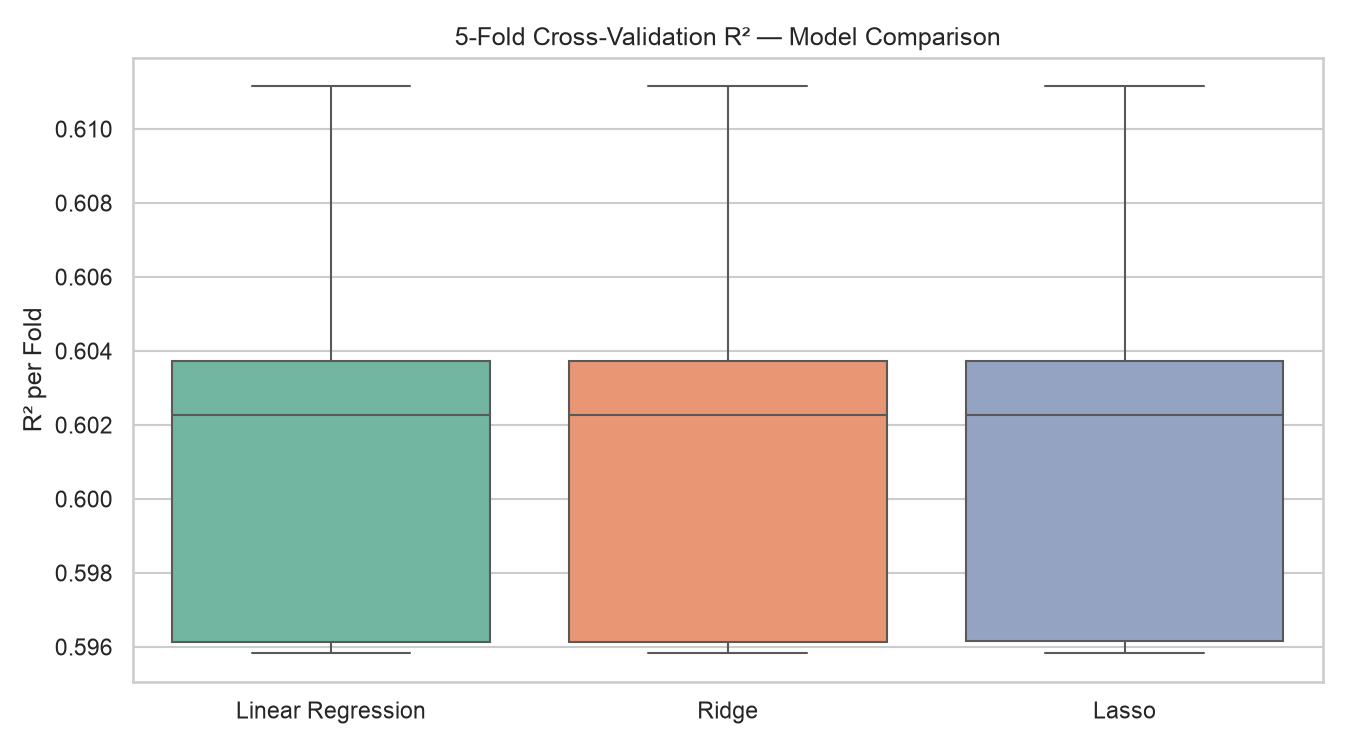 5-Fold Cross-Validation R² — Model Comparison
R² per Fold
0.610
0.608
0.606
0.604
0.602
0.600
0.598
0.596
Linear Regression
Ridge
Lasso